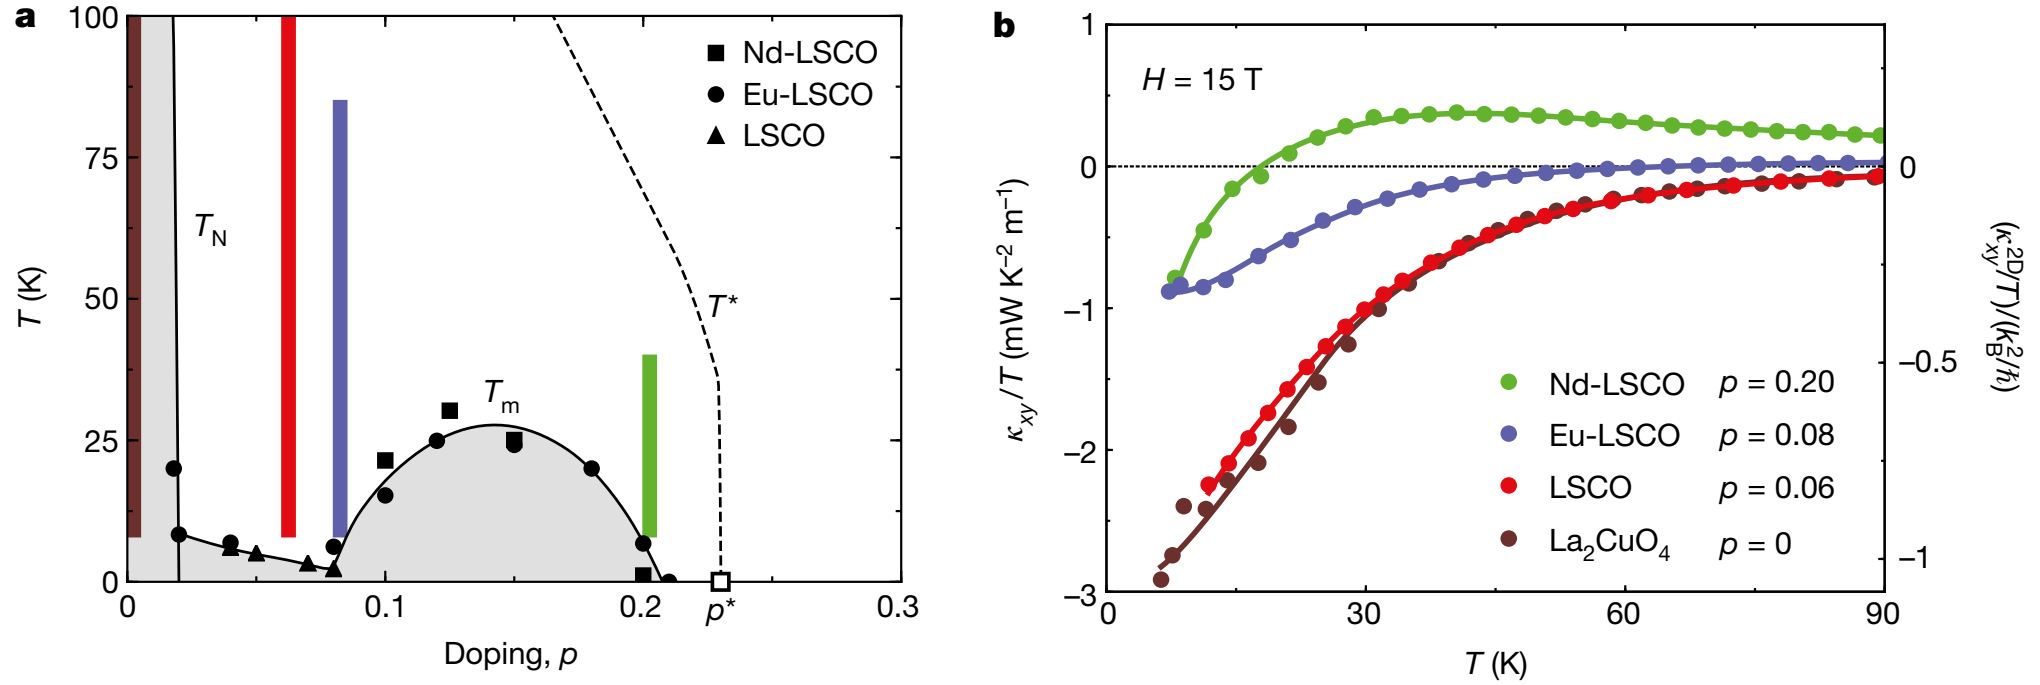 a
100
75
50
25
0
T (K)
0
0.1
0.2
0.3
p*
Doping, p
T_N
T_m
T*
Nd-LSCO
Eu-LSCO
LSCO
b
1
0
−1
−2
−3
κ_xy/T (mW K⁻² m⁻¹)
H = 15 T
Nd-LSCO p = 0.20
Eu-LSCO p = 0.08
LSCO p = 0.06
La₂CuO₄ p = 0
0
30
60
90
T (K)
0
−0.5
−1
(κ_xy^2D/T)/(k_B^2/ℏ)